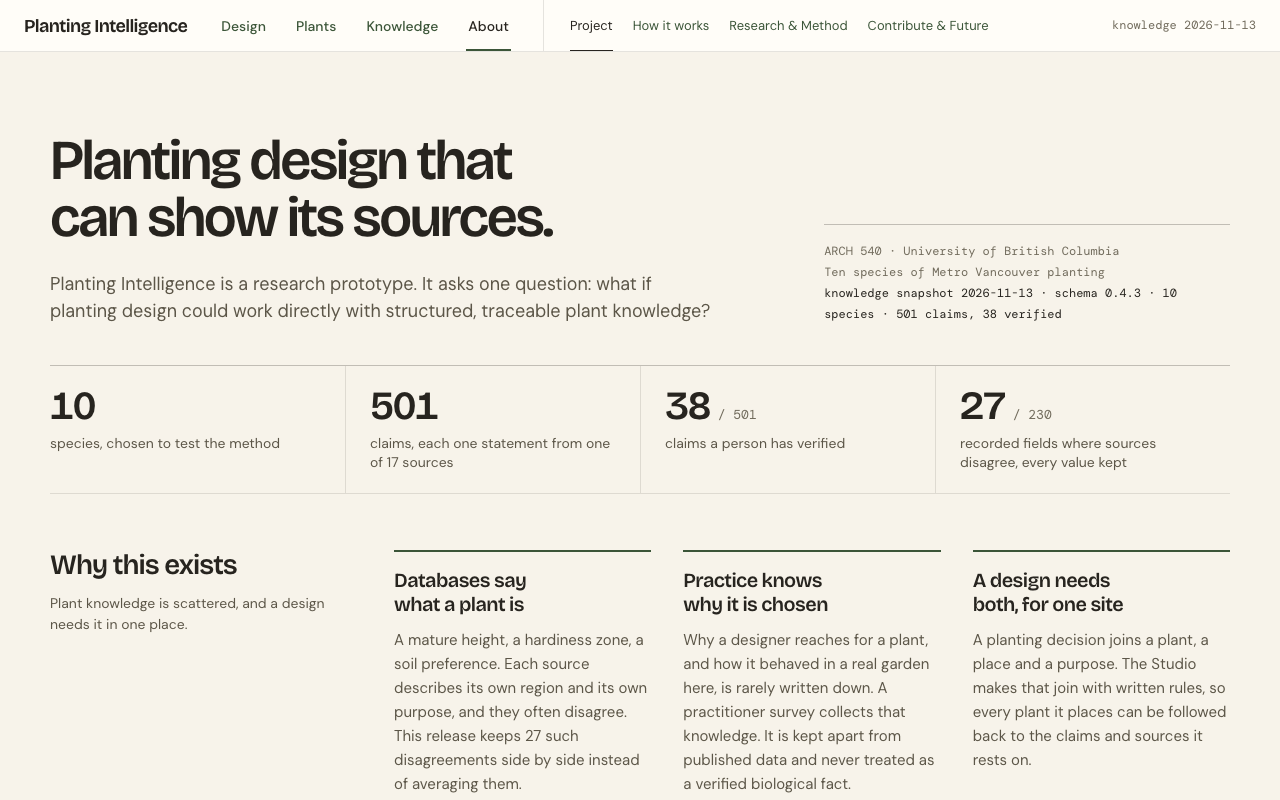 Planting Intelligence
Design
Plants
Knowledge
About
Project
How it works
Research & Method
Contribute & Future
knowledge 2026-11-13
Planting design that
can show its sources.
Planting Intelligence is a research prototype. It asks one question: what if
planting design could work directly with structured, traceable plant knowledge?
ARCH 540 · University of British Columbia
Ten species of Metro Vancouver planting
knowledge snapshot 2026-11-13 · schema 0.4.3 · 10
species · 501 claims, 38 verified
10
species, chosen to test the method
501
claims, each one statement from one
of 17 sources
38 / 501
claims a person has verified
27 / 230
recorded fields where sources
disagree, every value kept
Why this exists
Plant knowledge is scattered, and a design
needs it in one place.
Databases say
what a plant is
A mature height, a hardiness zone, a
soil preference. Each source
describes its own region and its own
purpose, and they often disagree.
This release keeps 27 such
disagreements side by side instead
of averaging them.
Practice knows
why it is chosen
Why a designer reaches for a plant,
and how it behaved in a real garden
here, is rarely written down. A
practitioner survey collects that
knowledge. It is kept apart from
published data and never treated as
a verified biological fact.
A design needs
both, for one site
A planting decision joins a plant, a
place and a purpose. The Studio
makes that join with written rules, so
every plant it places can be followed
back to the claims and sources it
rests on.